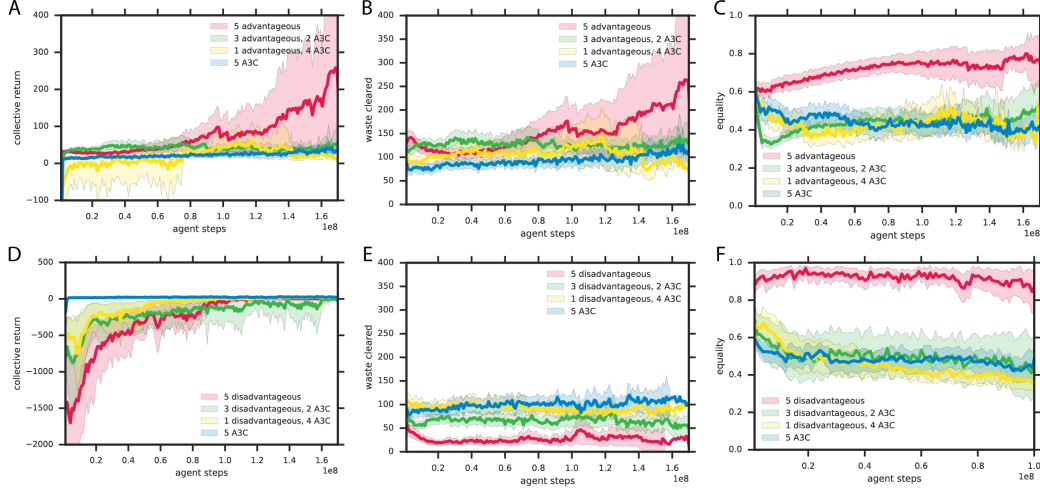 A
400
300
200
100
0
−100
collective return
5 advantageous
3 advantageous, 2 A3C
1 advantageous, 4 A3C
5 A3C
0.2 0.4 0.6 0.8 1.0 1.2 1.4 1.6
1e8
agent steps
B
400
350
300
250
200
150
100
50
0
waste cleared
5 advantageous
3 advantageous, 2 A3C
1 advantageous, 4 A3C
5 A3C
0.2 0.4 0.6 0.8 1.0 1.2 1.4 1.6
1e8
agent steps
C
1.0
0.8
0.6
0.4
0.2
0.0
equality
5 advantageous
3 advantageous, 2 A3C
1 advantageous, 4 A3C
5 A3C
0.2 0.4 0.6 0.8 1.0 1.2 1.4 1.6
1e8
agent steps
D
500
0
−500
−1000
−1500
−2000
collective return
5 disadvantageous
3 disadvantageous, 2 A3C
1 disadvantageous, 4 A3C
5 A3C
0.2 0.4 0.6 0.8 1.0 1.2 1.4 1.6
1e8
agent steps
E
400
350
300
250
200
150
100
50
0
waste cleared
5 disadvantageous
3 disadvantageous, 2 A3C
1 disadvantageous, 4 A3C
5 A3C
0.2 0.4 0.6 0.8 1.0 1.2 1.4 1.6
1e8
agent steps
F
1.0
0.8
0.6
0.4
0.2
0.0
equality
5 disadvantageous
3 disadvantageous, 2 A3C
1 disadvantageous, 4 A3C
5 A3C
0.2 0.4 0.6 0.8 1.0
1e8
agent steps